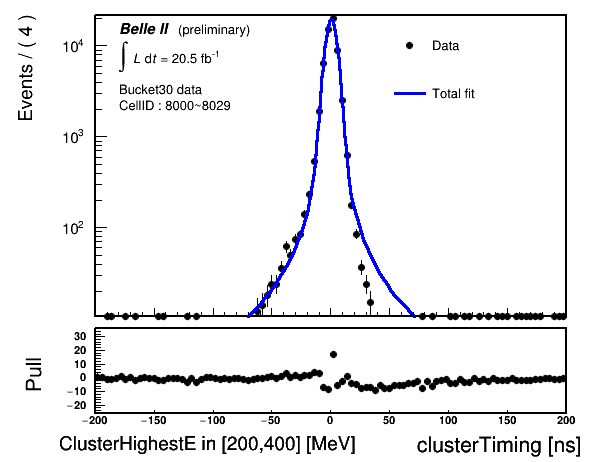 Belle II (preliminary)
∫ L dt = 20.5 fb⁻¹
Bucket30 data
CellID : 8000~8029
Data
Total fit
Events / ( 4 )
10⁴
10³
10²
Pull
30
20
10
0
−10
−20
−200 −150 −100 −50 0 50 100 150 200
ClusterHighestE in [200,400] [MeV] clusterTiming [ns]